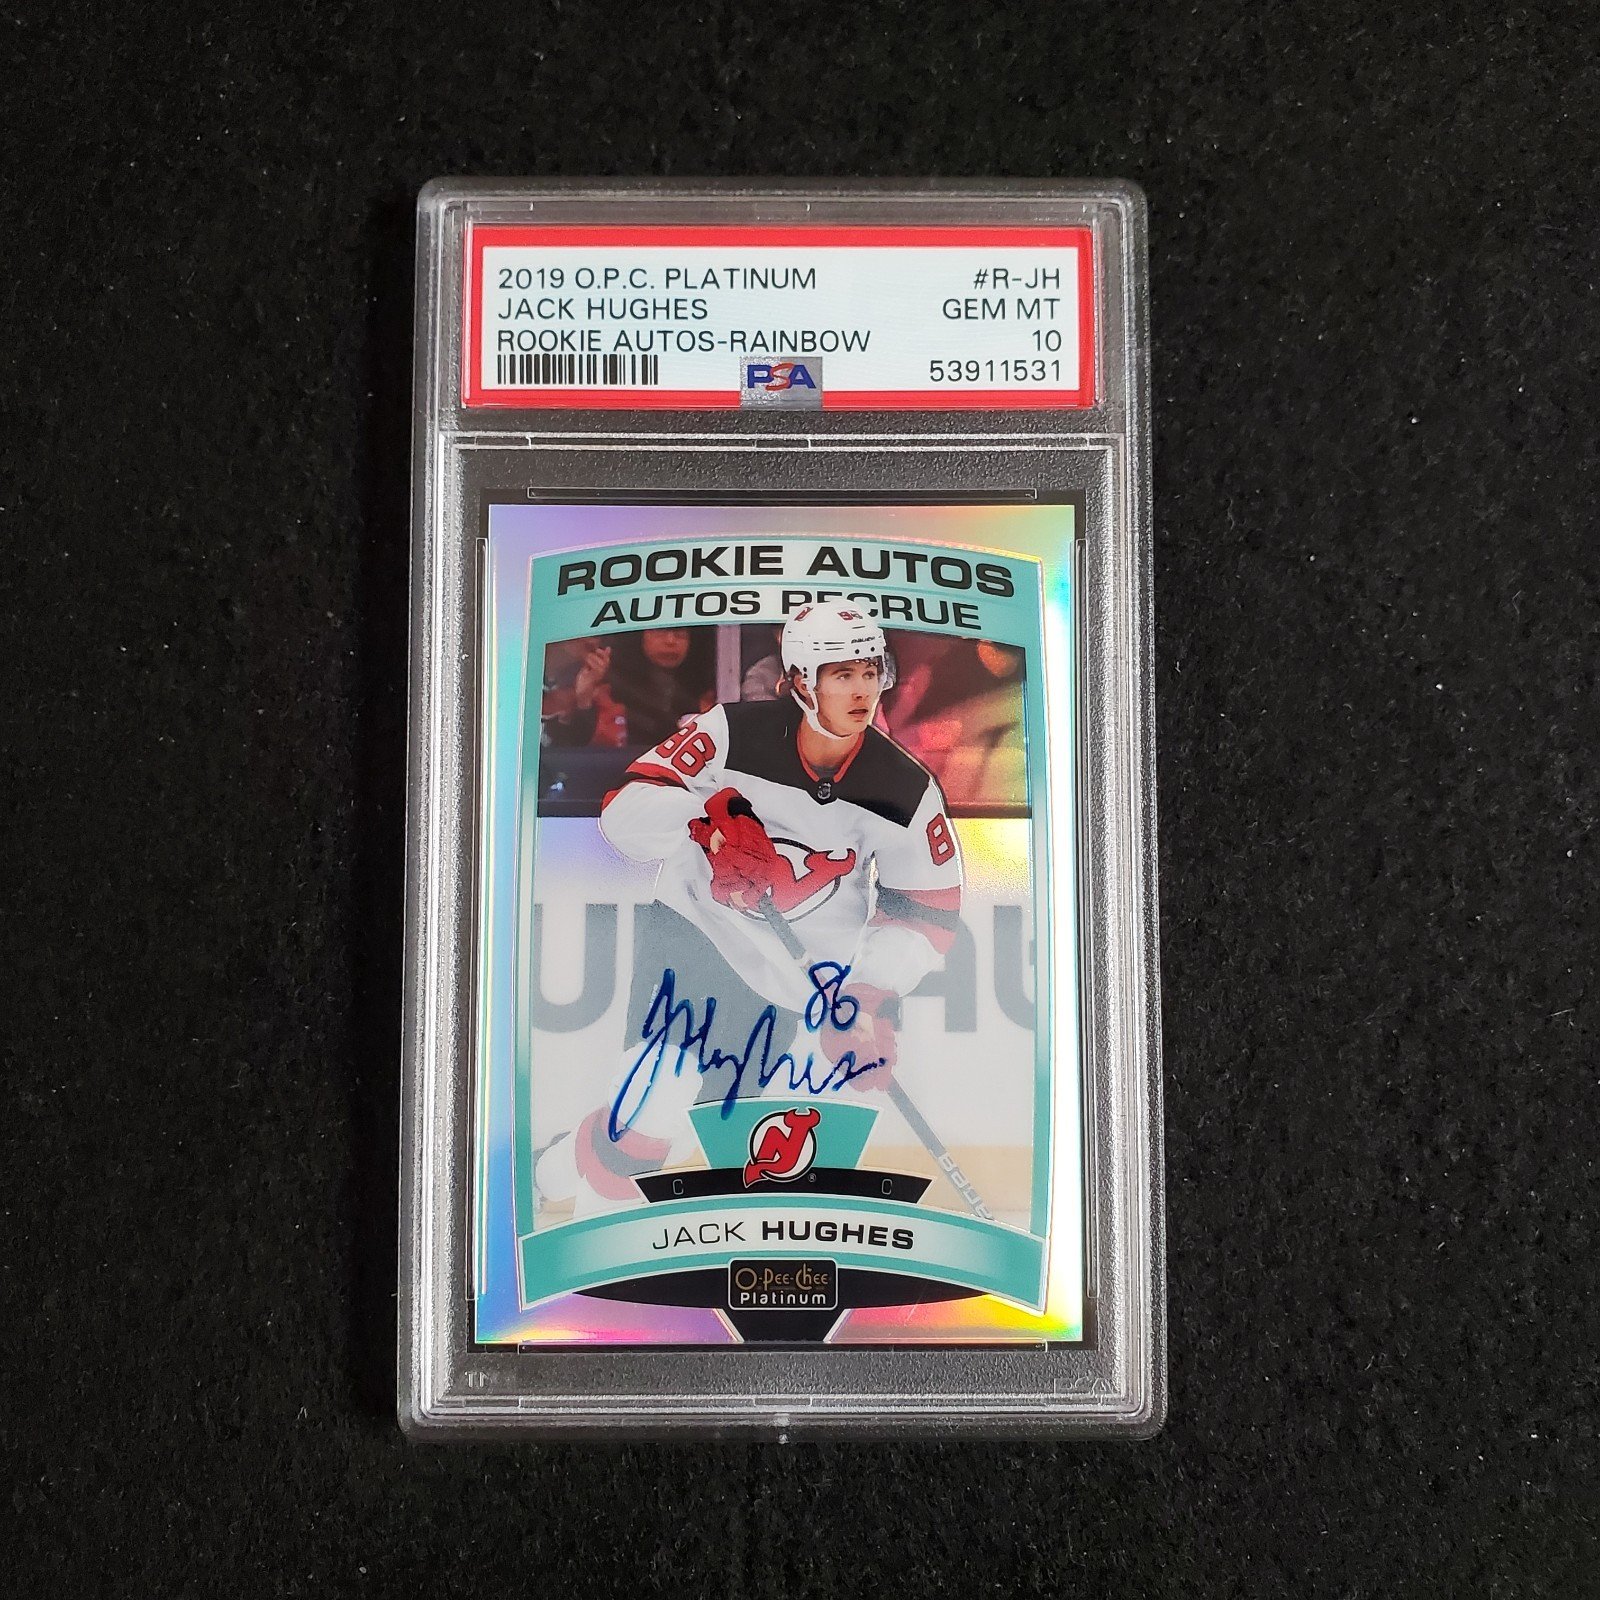 2019 O.P.C. PLATINUM #R-JH
JACK HUGHES GEM MT
ROOKIE AUTOS-RAINBOW 10
PSA 53911531
ROOKIE AUTOS
AUTOS RECRUE
86
JHughes
C C
JACK HUGHES
O-PEE-CHEE
Platinum